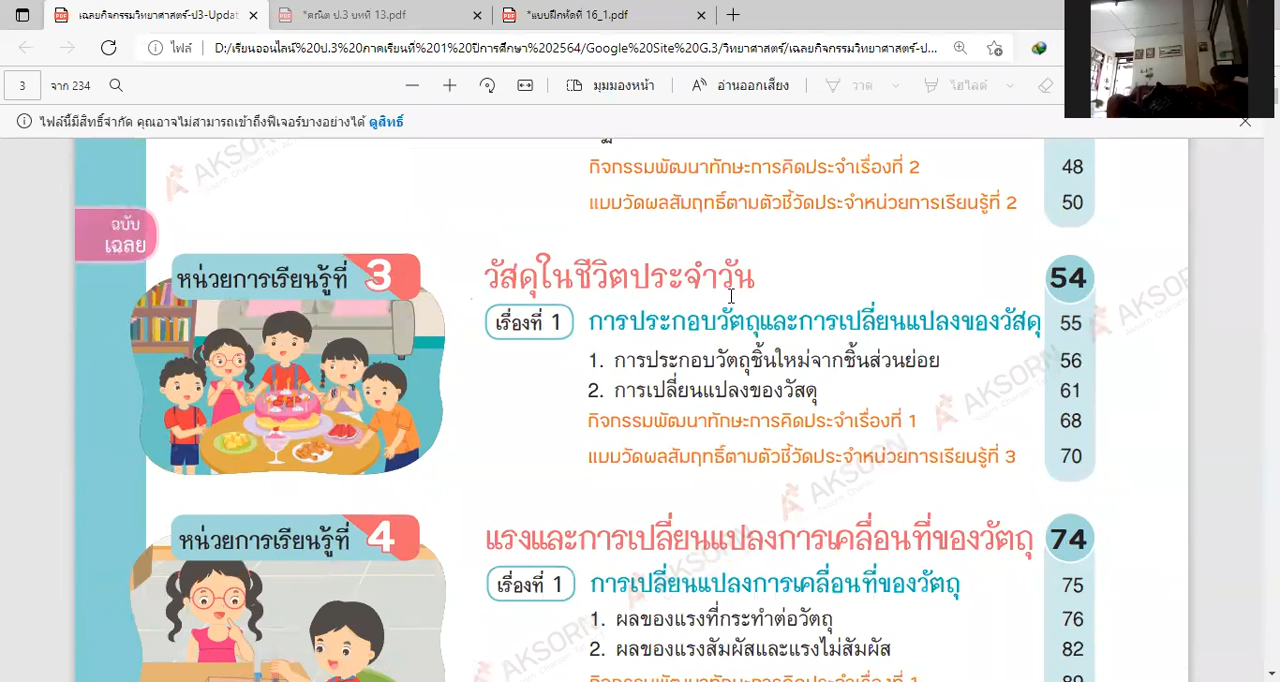 เฉลยกิจกรรมวิทยาศาสตร์-ป3-Updat
*คณิต ป.3 บทที่ 13.pdf
*แบบฝึกหัดที่ 16_1.pdf
ไฟล์
D:/เรียนออนไลน์%20ป.3%20ภาคเรียนที่%201%20ปีการศึกษา%202564/Google%20Site%20G.3/วิทยาศาสตร์/เฉลยกิจกรรมวิทยาศาสตร์-ป...
3 จาก 234
มุมมองหน้า
อ่านออกเสียง
วาด
ไฮไลต์
ไฟล์นี้มีสิทธิ์จำกัด คุณอาจไม่สามารถเข้าถึงฟีเจอร์บางอย่างได้ ดูสิทธิ์
กิจกรรมพัฒนาทักษะการคิดประจำเรื่องที่ 2 48
แบบวัดผลสัมฤทธิ์ตามตัวชี้วัดประจำหน่วยการเรียนรู้ที่ 2 50
ฉบับ
เฉลย
หน่วยการเรียนรู้ที่ 3
วัสดุในชีวิตประจำวัน 54
เรื่องที่ 1 การประกอบวัตถุและการเปลี่ยนแปลงของวัสดุ 55
1. การประกอบวัตถุชิ้นใหม่จากชิ้นส่วนย่อย 56
2. การเปลี่ยนแปลงของวัสดุ 61
กิจกรรมพัฒนาทักษะการคิดประจำเรื่องที่ 1 68
แบบวัดผลสัมฤทธิ์ตามตัวชี้วัดประจำหน่วยการเรียนรู้ที่ 3 70
หน่วยการเรียนรู้ที่ 4
แรงและการเปลี่ยนแปลงการเคลื่อนที่ของวัตถุ 74
เรื่องที่ 1 การเปลี่ยนแปลงการเคลื่อนที่ของวัตถุ 75
1. ผลของแรงที่กระทำต่อวัตถุ 76
2. ผลของแรงสัมผัสและแรงไม่สัมผัส 82
AKSORN
AKSORN
AKSORN
AKSORN
AKSORN
AKSORN